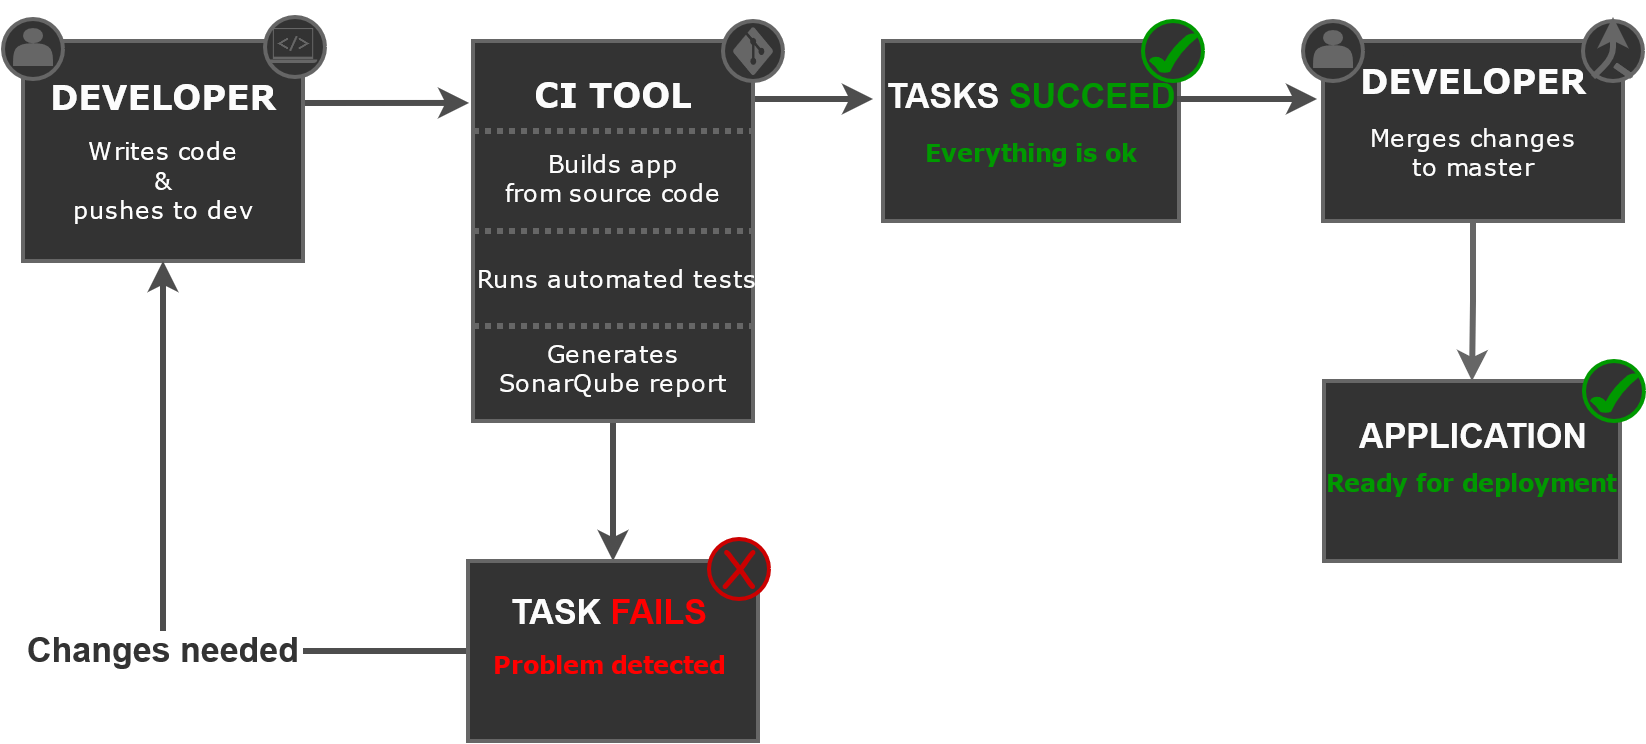 DEVELOPER
Writes code
&
pushes to dev
CI TOOL
Builds app
from source code
Runs automated tests
Generates
SonarQube report
TASKS SUCCEED
Everything is ok
DEVELOPER
Merges changes
to master
APPLICATION
Ready for deployment
TASK FAILS
Problem detected
Changes needed